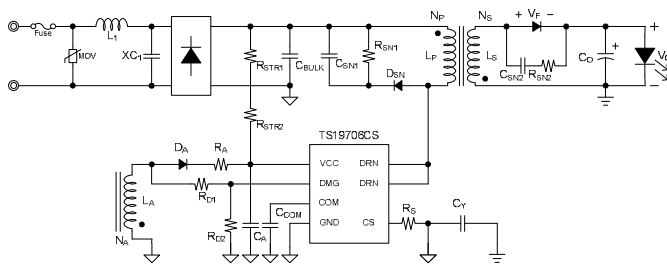 NP NS + VF −
Fuse L1 +
MOV XC1 RSTR1 CBULK CSN1 RSN1 LP LS CSN2 RSN2 CO + VO
DSN −
RSTR2
TS19706CS
DA RA VCC DRN
LA RD1 DMG DRN
NA RD2 CA CCOM COM
GND CS RS CY